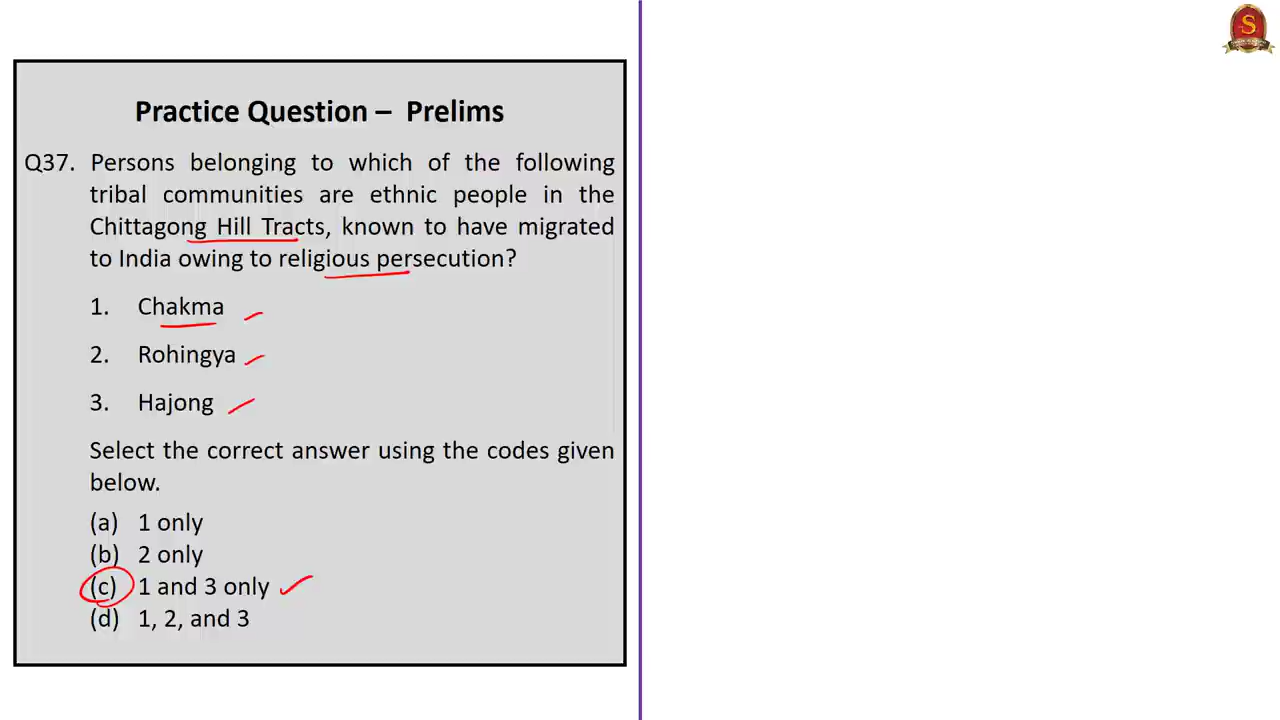 S
Practice Question – Prelims
Q37. Persons belonging to which of the following
tribal communities are ethnic people in the
Chittagong Hill Tracts, known to have migrated
to India owing to religious persecution?
1. Chakma
2. Rohingya
3. Hajong
Select the correct answer using the codes given
below.
(a) 1 only
(b) 2 only
(c) 1 and 3 only
(d) 1, 2, and 3